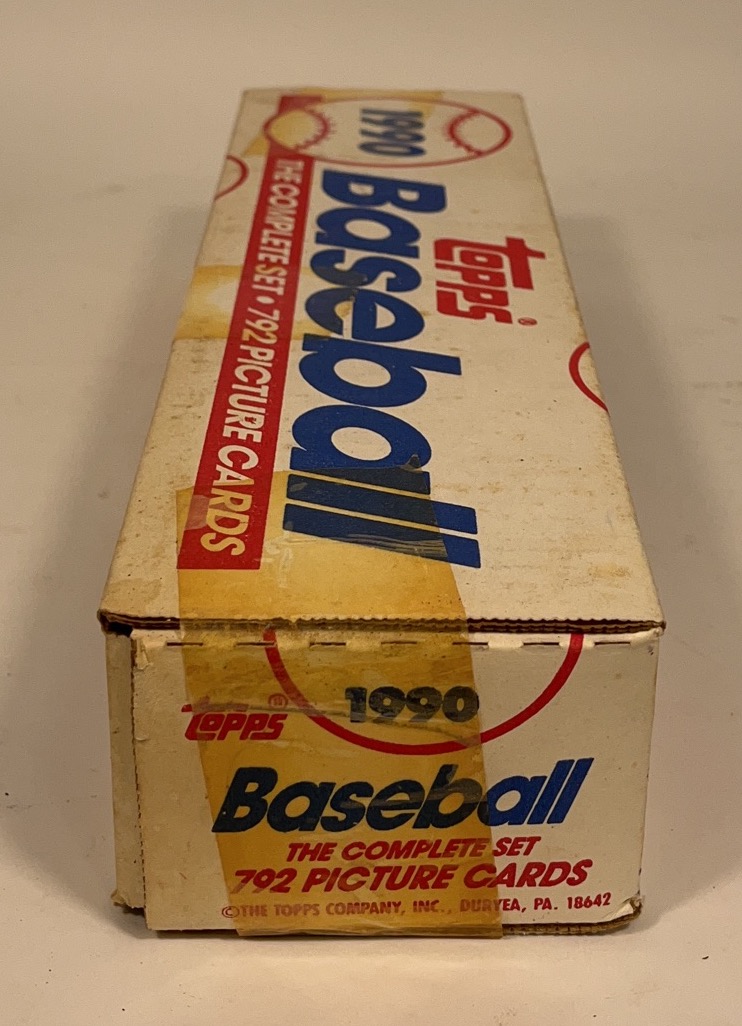 1990
Topps®
Baseball
THE COMPLETE SET • 792 PICTURE CARDS
Topps®
1990
Baseball
THE COMPLETE SET
792 PICTURE CARDS
©THE TOPPS COMPANY, INC., DURYEA, PA. 18642